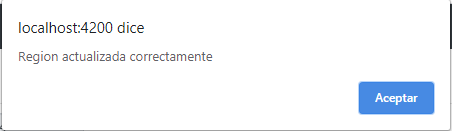 localhost:4200 dice
Region actualizada correctamente
Aceptar